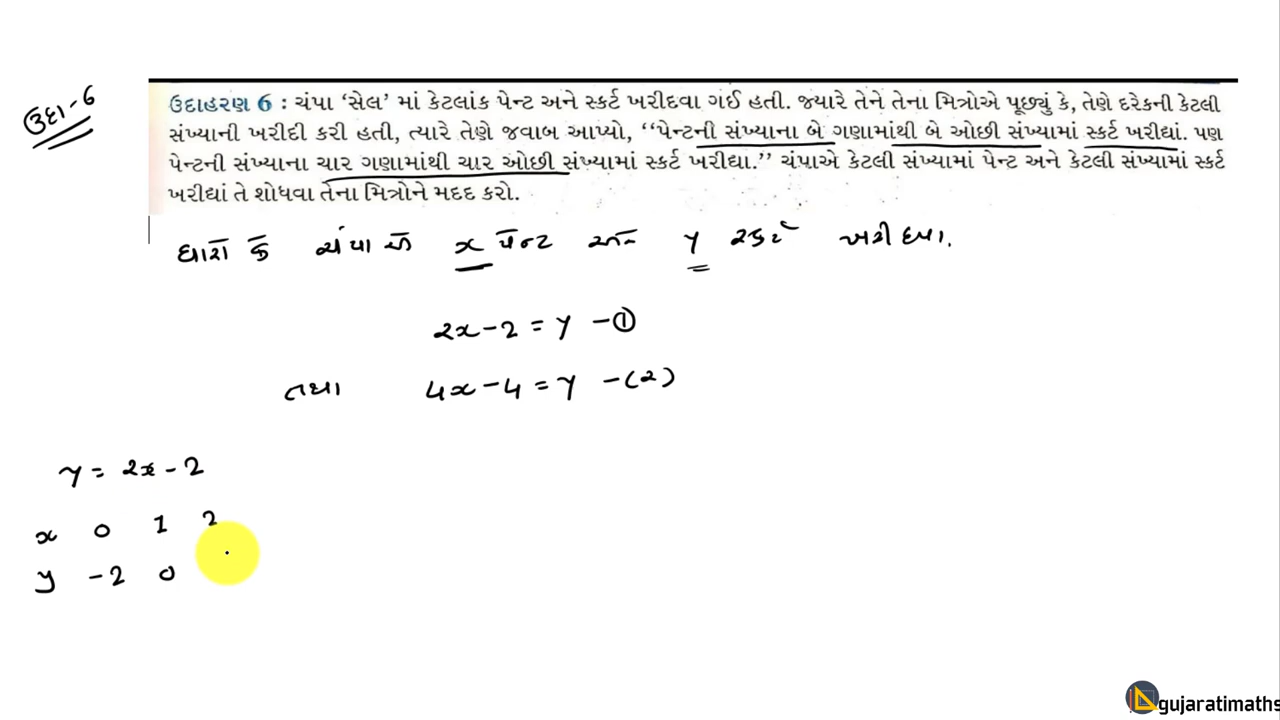 ઉદા-6
ઉદાહરણ 6 : ચંપા ‘સેલ’ માં કેટલાંક પેન્ટ અને સ્કર્ટ ખરીદવા ગઈ હતી. જ્યારે તેને તેના મિત્રોએ પૂછ્યું કે, તેણે દરેકની કેટલી
સંખ્યાની ખરીદી કરી હતી, ત્યારે તેણે જવાબ આપ્યો, ‘‘પેન્ટની સંખ્યાના બે ગણામાંથી બે ઓછી સંખ્યામાં સ્કર્ટ ખરીદ્યાં. પણ
પેન્ટની સંખ્યાના ચાર ગણામાંથી ચાર ઓછી સંખ્યામાં સ્કર્ટ ખરીદ્યા.’’ ચંપાએ કેટલી સંખ્યામાં પેન્ટ અને કેટલી સંખ્યામાં સ્કર્ટ
ખરીદ્યાં તે શોધવા તેના મિત્રોને મદદ કરો.
ધારો કે ચંપા એ x પેન્ટ અને y સ્કર્ટ ખરીદ્યા.
2x-2 = y -①
તથા 4x-4 = y -(2)
y = 2x-2
x 0 1 2
y -2 0
gujaratimaths